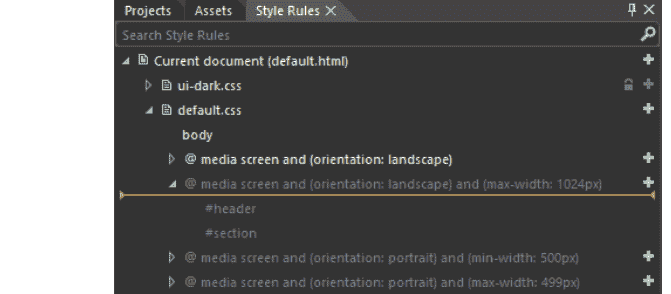 Projects Assets Style Rules
Search Style Rules
Current document (default.html)
ui-dark.css
default.css
body
@ media screen and (orientation: landscape)
@ media screen and (orientation: landscape) and (max-width: 1024px)
#header
#section
@ media screen and (orientation: portrait) and (min-width: 500px)
@ media screen and (orientation: portrait) and (max-width: 499px)